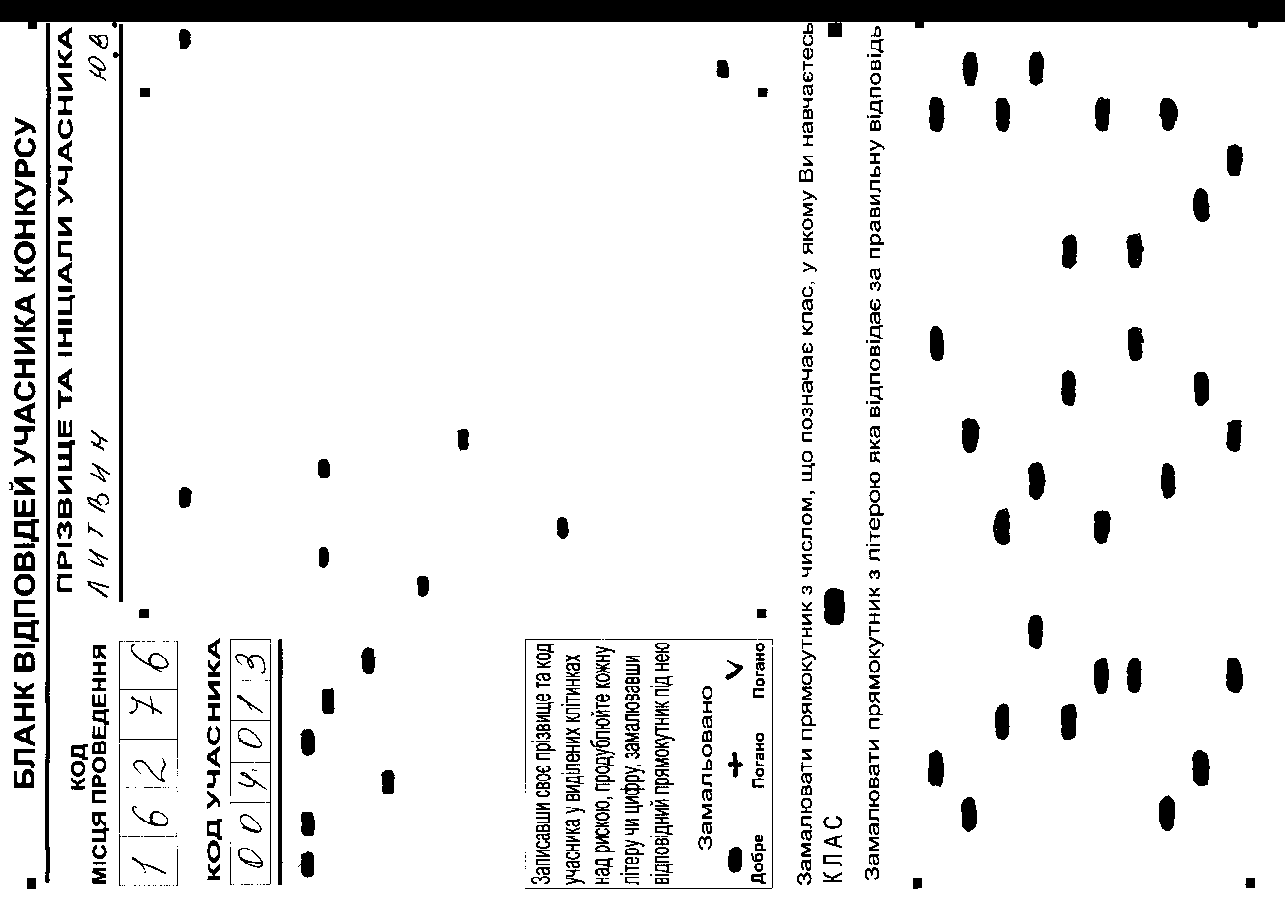 БЛАНК ВІДПОВІДЕЙ УЧАСНИКА КОНКУРСУ
ПРІЗВИЩЕ ТА ІНІЦІАЛИ УЧАСНИКА
ЛИТВИН Ю В
КОД
МІСЦЯ ПРОВЕДЕННЯ
1 6 2 7 6
КОД УЧАСНИКА
0 0 4 0 1 3
Записавши своє прізвище та код
учасника у виділених клітинках
над рискою, продублюйте кожну
літеру чи цифру, замалювавши
відповідний прямокутник під нею
Замальовано
Добре Погано Погано
Замалювати прямокутник з числом, що позначає клас, у якому Ви навчаєтесь
КЛАС
Замалювати прямокутник з літерою яка відповідає за правильну відповідь